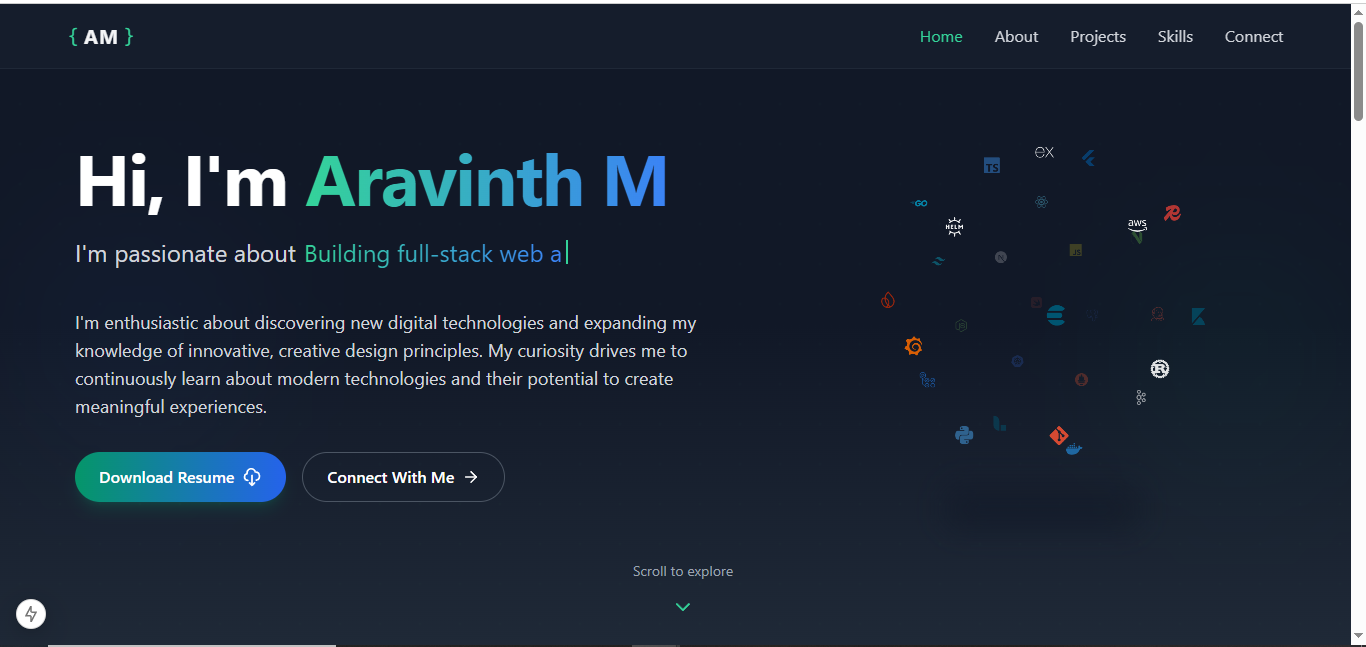 { AM }
Home About Projects Skills Connect
Hi, I'm Aravinth M
I'm passionate about Building full-stack web a
I'm enthusiastic about discovering new digital technologies and expanding my
knowledge of innovative, creative design principles. My curiosity drives me to
continuously learn about modern technologies and their potential to create
meaningful experiences.
Download Resume
Connect With Me
Scroll to explore
ex
TS
GO
HELM
aws
JS
R